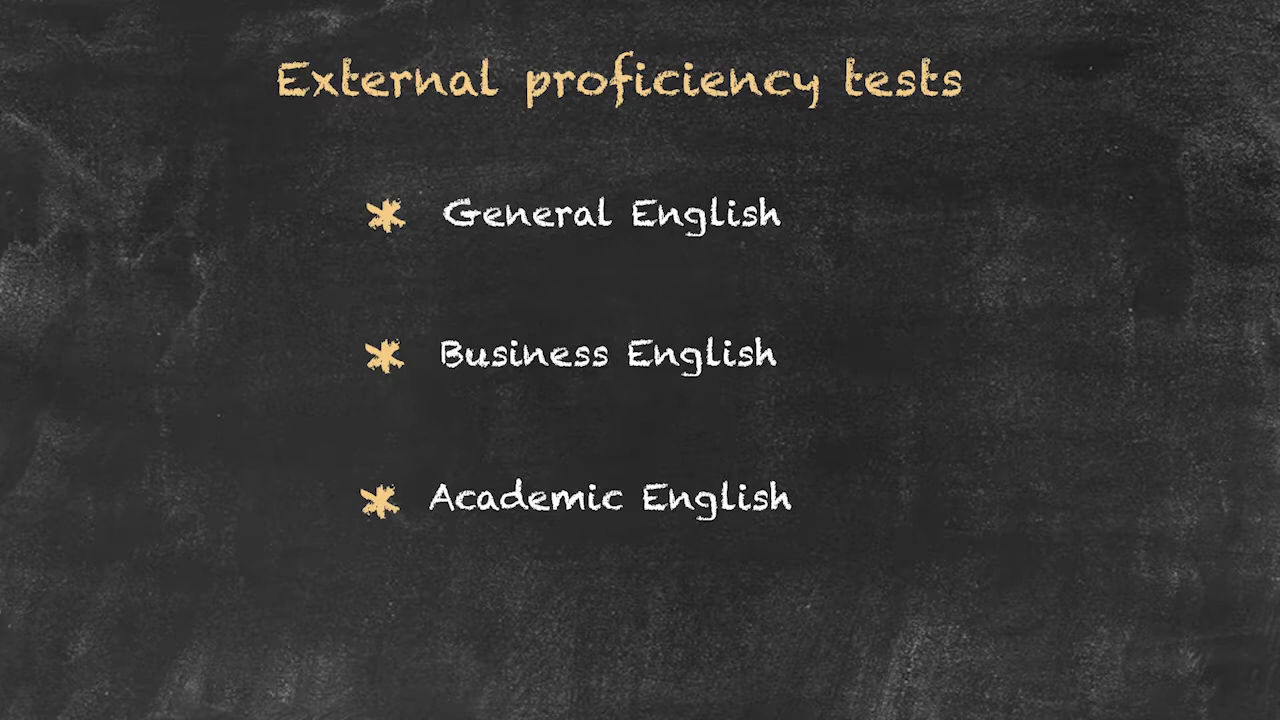 External proficiency tests
* General English
* Business English
* Academic English